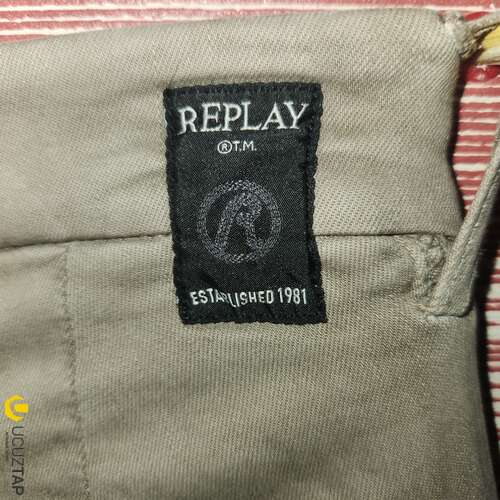 REPLAY
®T.M.
R
ESTABLISHED 1981
UCUZTAP